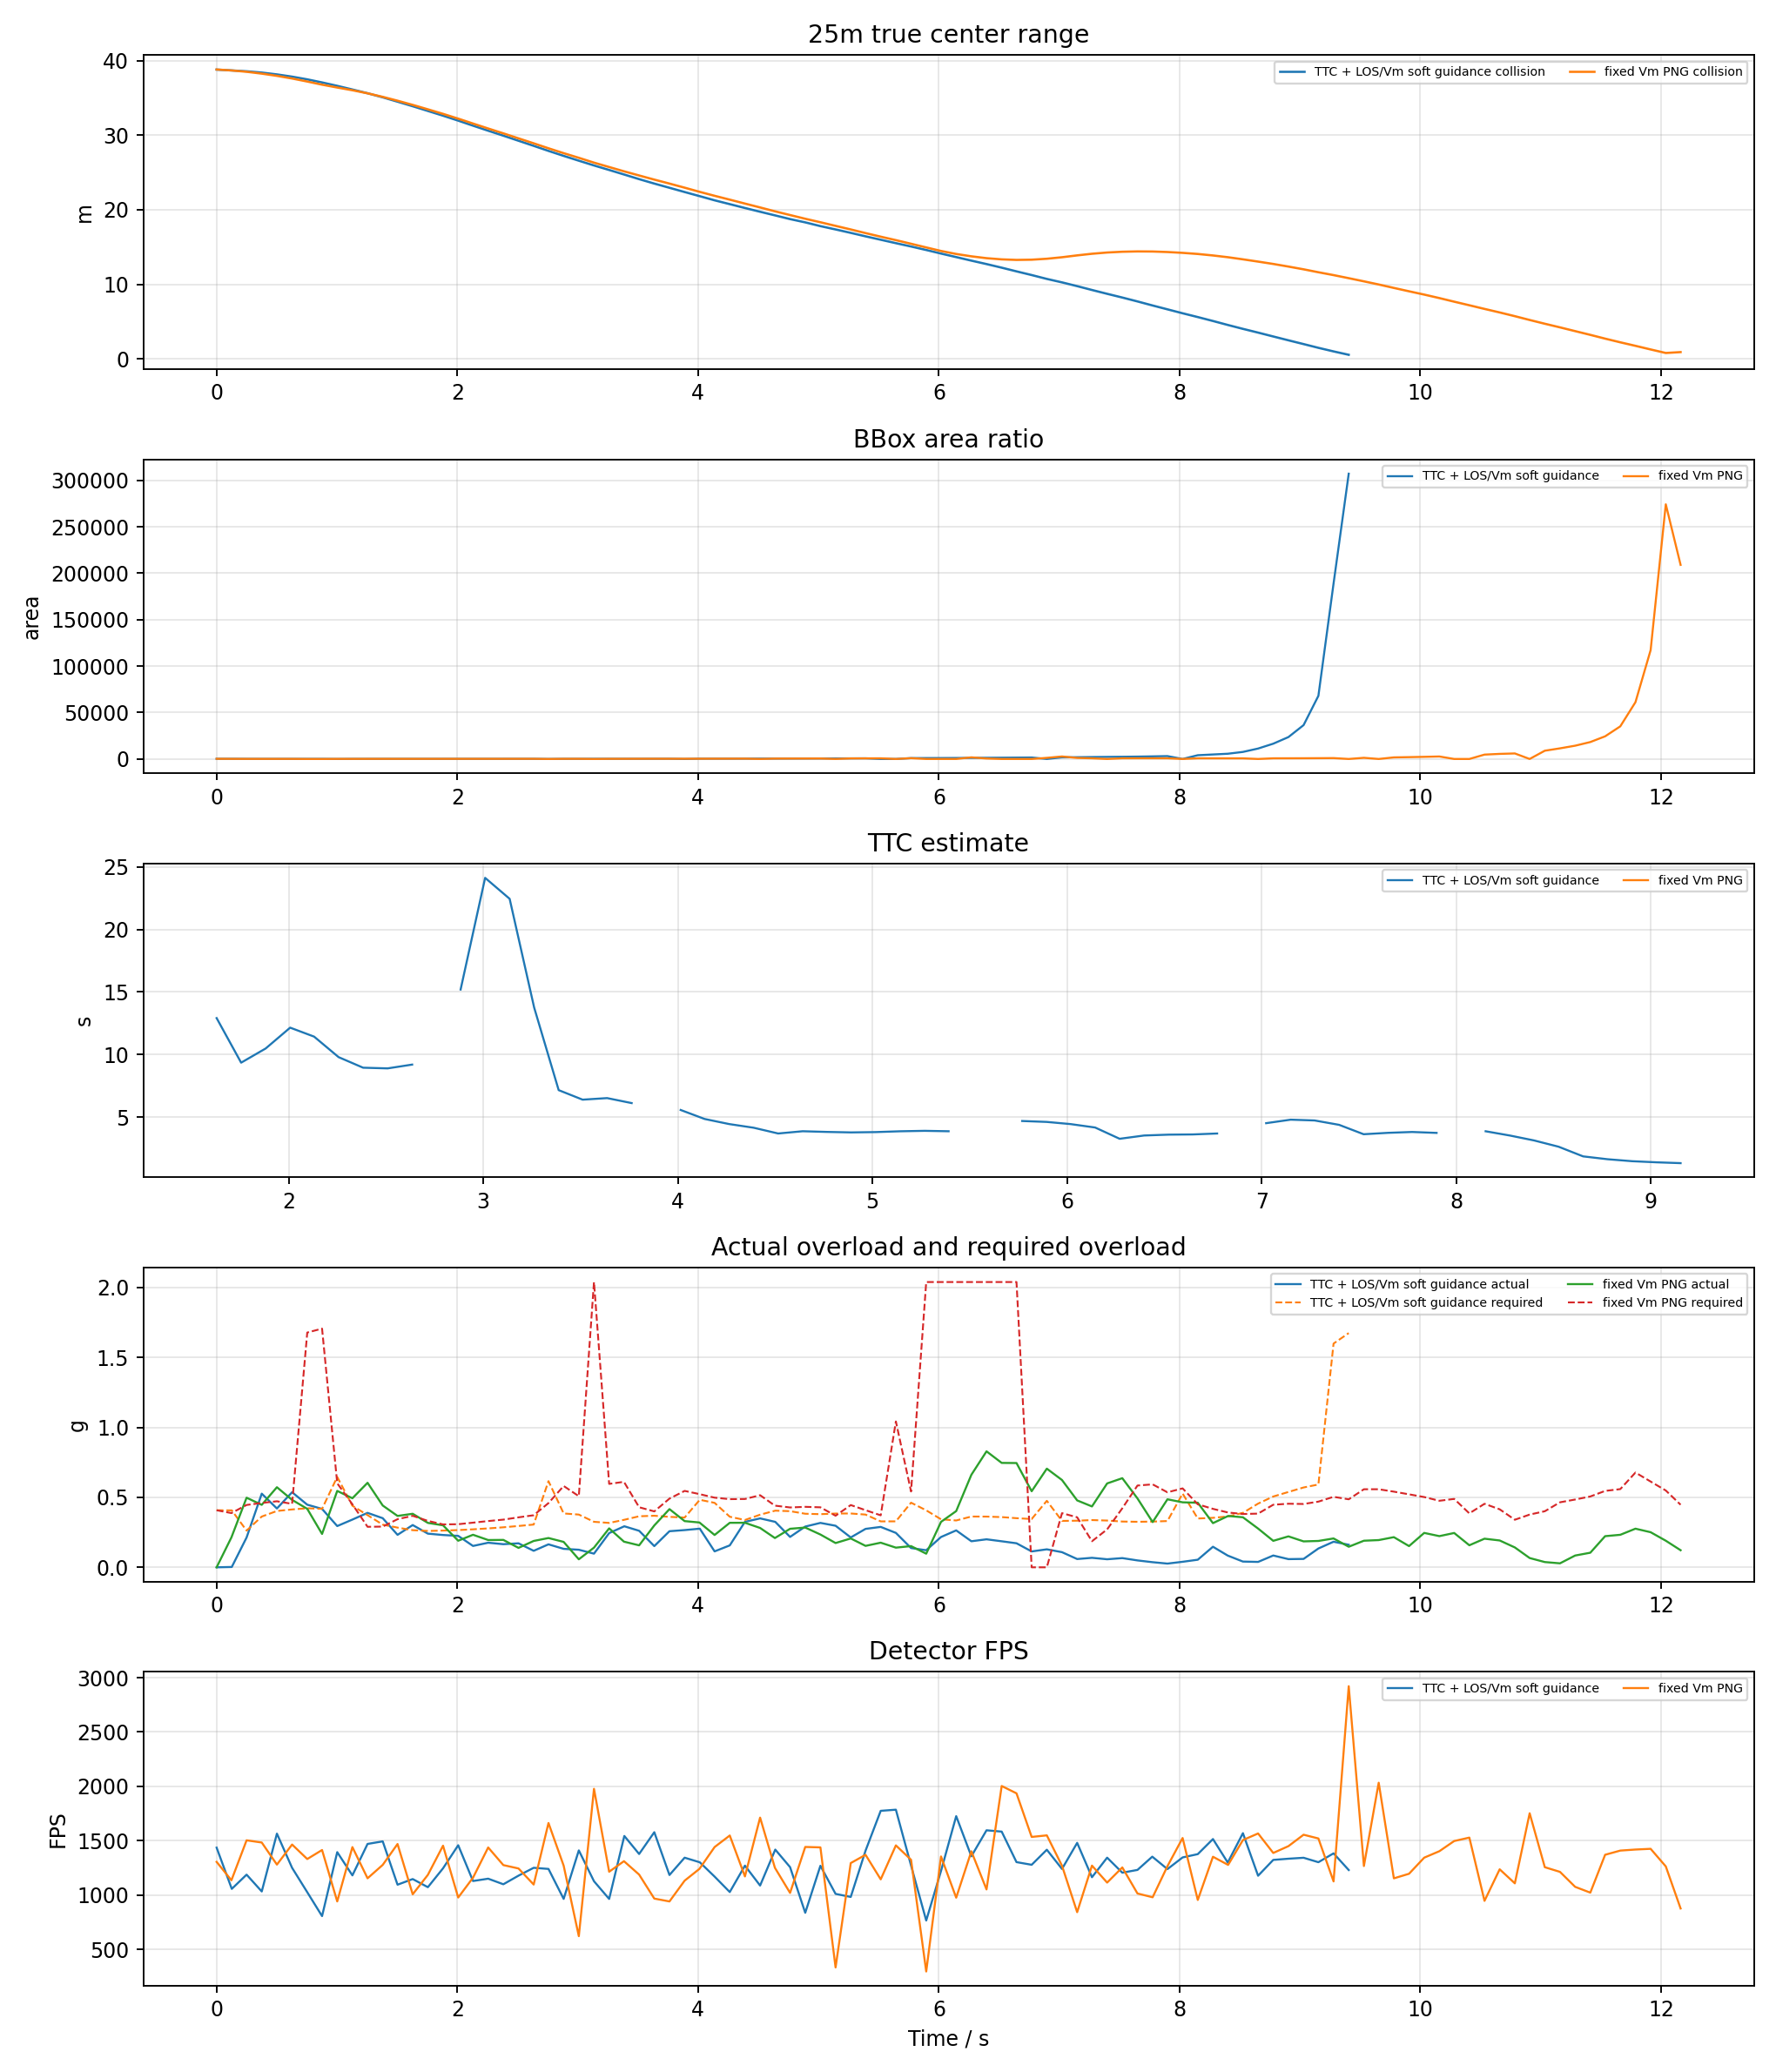 25m true center range
TTC + LOS/Vm soft guidance collision fixed Vm PNG collision
40
30
20
10
0
m
0 2 4 6 8 10 12
BBox area ratio
TTC + LOS/Vm soft guidance fixed Vm PNG
300000
250000
200000
150000
100000
50000
0
area
0 2 4 6 8 10 12
TTC estimate
TTC + LOS/Vm soft guidance fixed Vm PNG
25
20
15
10
5
s
2 3 4 5 6 7 8 9
Actual overload and required overload
TTC + LOS/Vm soft guidance actual fixed Vm PNG actual
TTC + LOS/Vm soft guidance required fixed Vm PNG required
2.0
1.5
1.0
0.5
0.0
g
0 2 4 6 8 10 12
Detector FPS
TTC + LOS/Vm soft guidance fixed Vm PNG
3000
2500
2000
1500
1000
500
FPS
0 2 4 6 8 10 12
Time / s